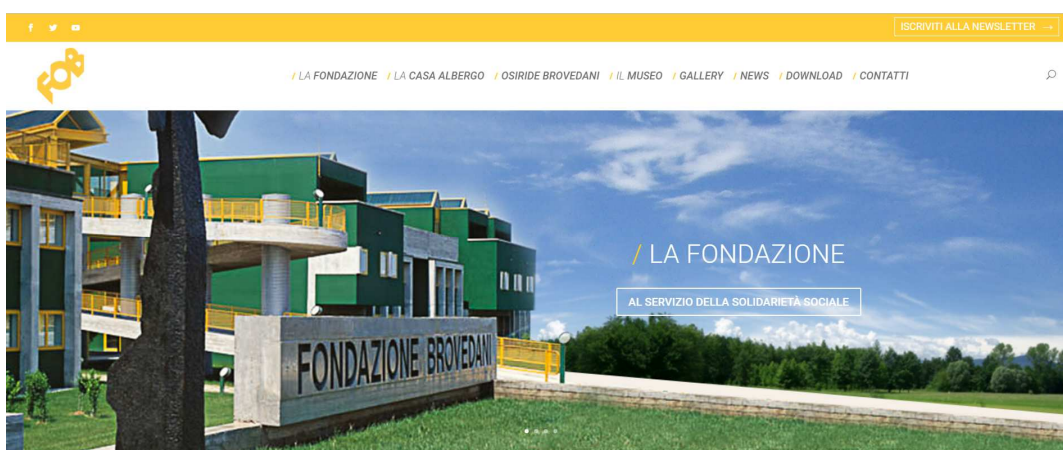 ISCRIVITI ALLA NEWSLETTER →
FOB
/ LA FONDAZIONE / LA CASA ALBERGO / OSIRIDE BROVEDANI / IL MUSEO / GALLERY / NEWS / DOWNLOAD / CONTATTI
/ LA FONDAZIONE
AL SERVIZIO DELLA SOLIDARIETÀ SOCIALE
FONDAZIONE BROVEDANI